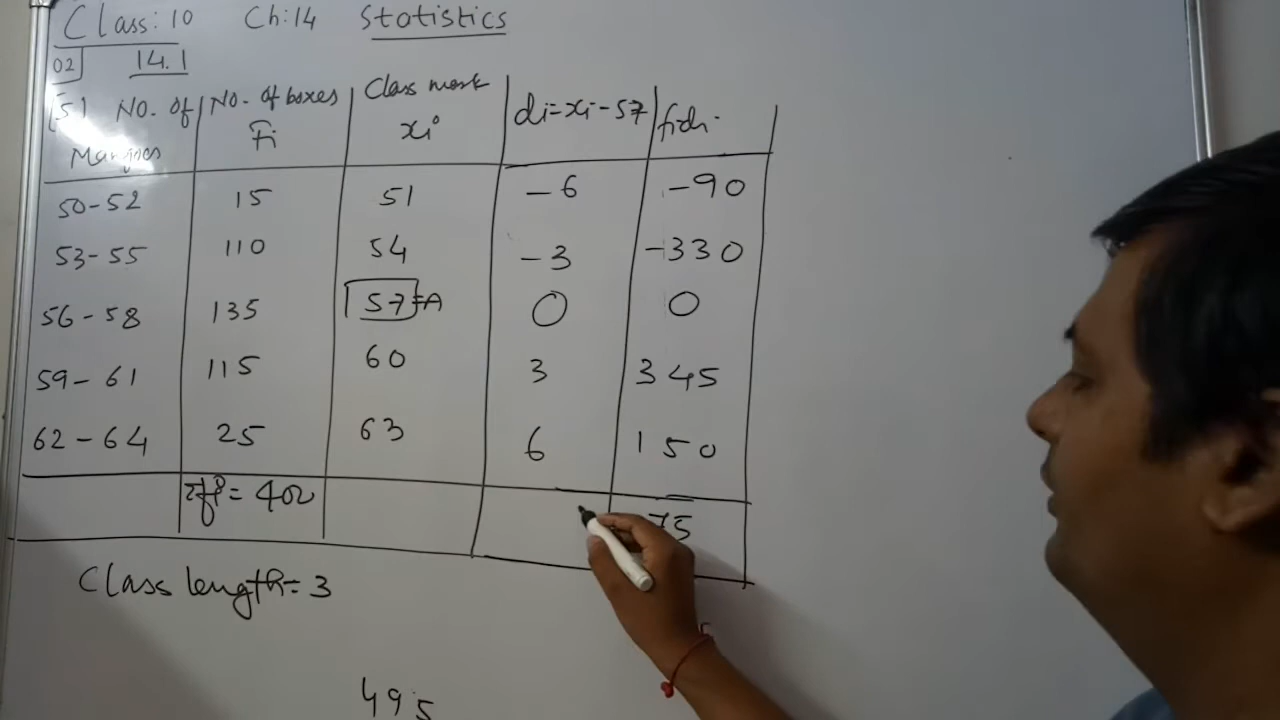 Class: 10 Ch: 14 Statistics
02 14.1
(5) No. of Mangoes | No. of boxes Fi | Class mark xi | di = xi - 57 | fidi
50-52 15 51 -6 -90
53-55 110 54 -3 -330
56-58 135 57 = A 0 0
59-61 115 60 3 345
62-64 25 63 6 150
Σfi = 400 75
Class length = 3
495